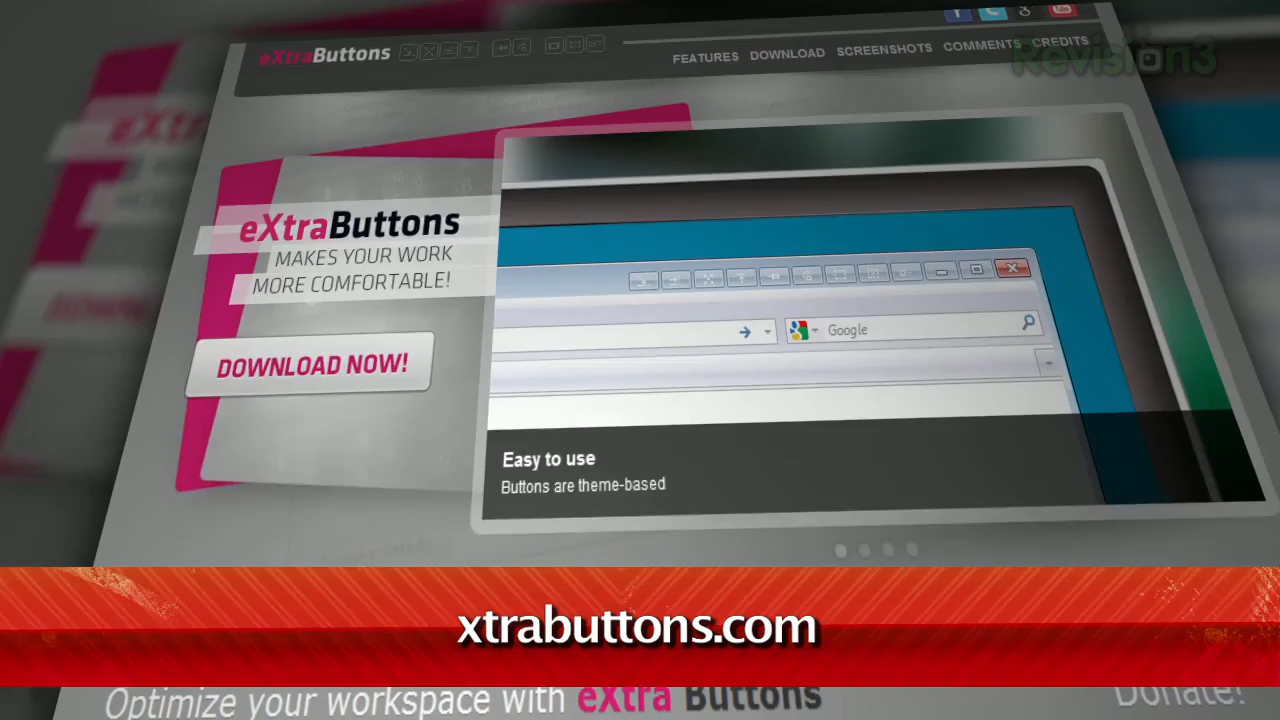 eXtraButtons
FEATURES DOWNLOAD SCREENSHOTS COMMENTS CREDITS
Revision3
eXtraButtons
MAKES YOUR WORK
MORE COMFORTABLE!
DOWNLOAD NOW!
Google
Easy to use
Buttons are theme-based
xtrabuttons.com
Optimize your workspace with eXtra Buttons
Donate!